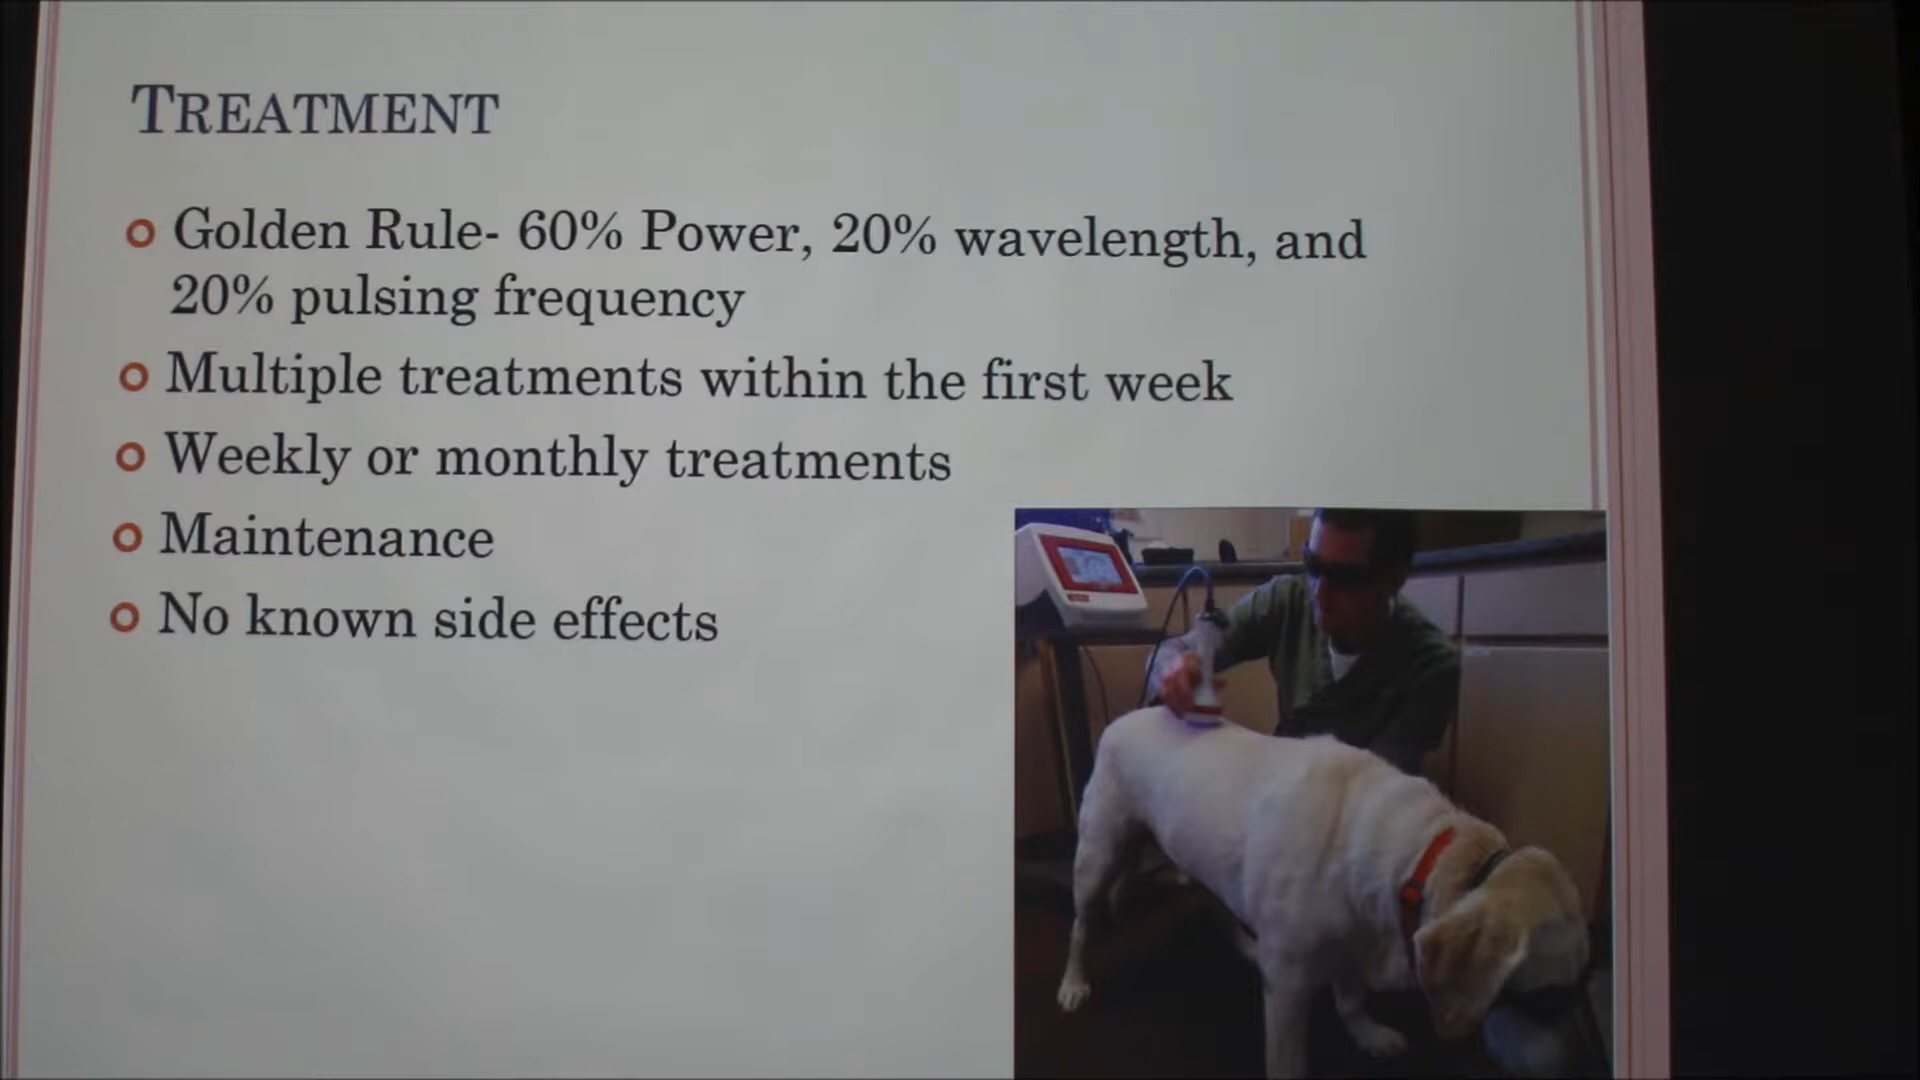 TREATMENT
Golden Rule- 60% Power, 20% wavelength, and
20% pulsing frequency
Multiple treatments within the first week
Weekly or monthly treatments
Maintenance
No known side effects